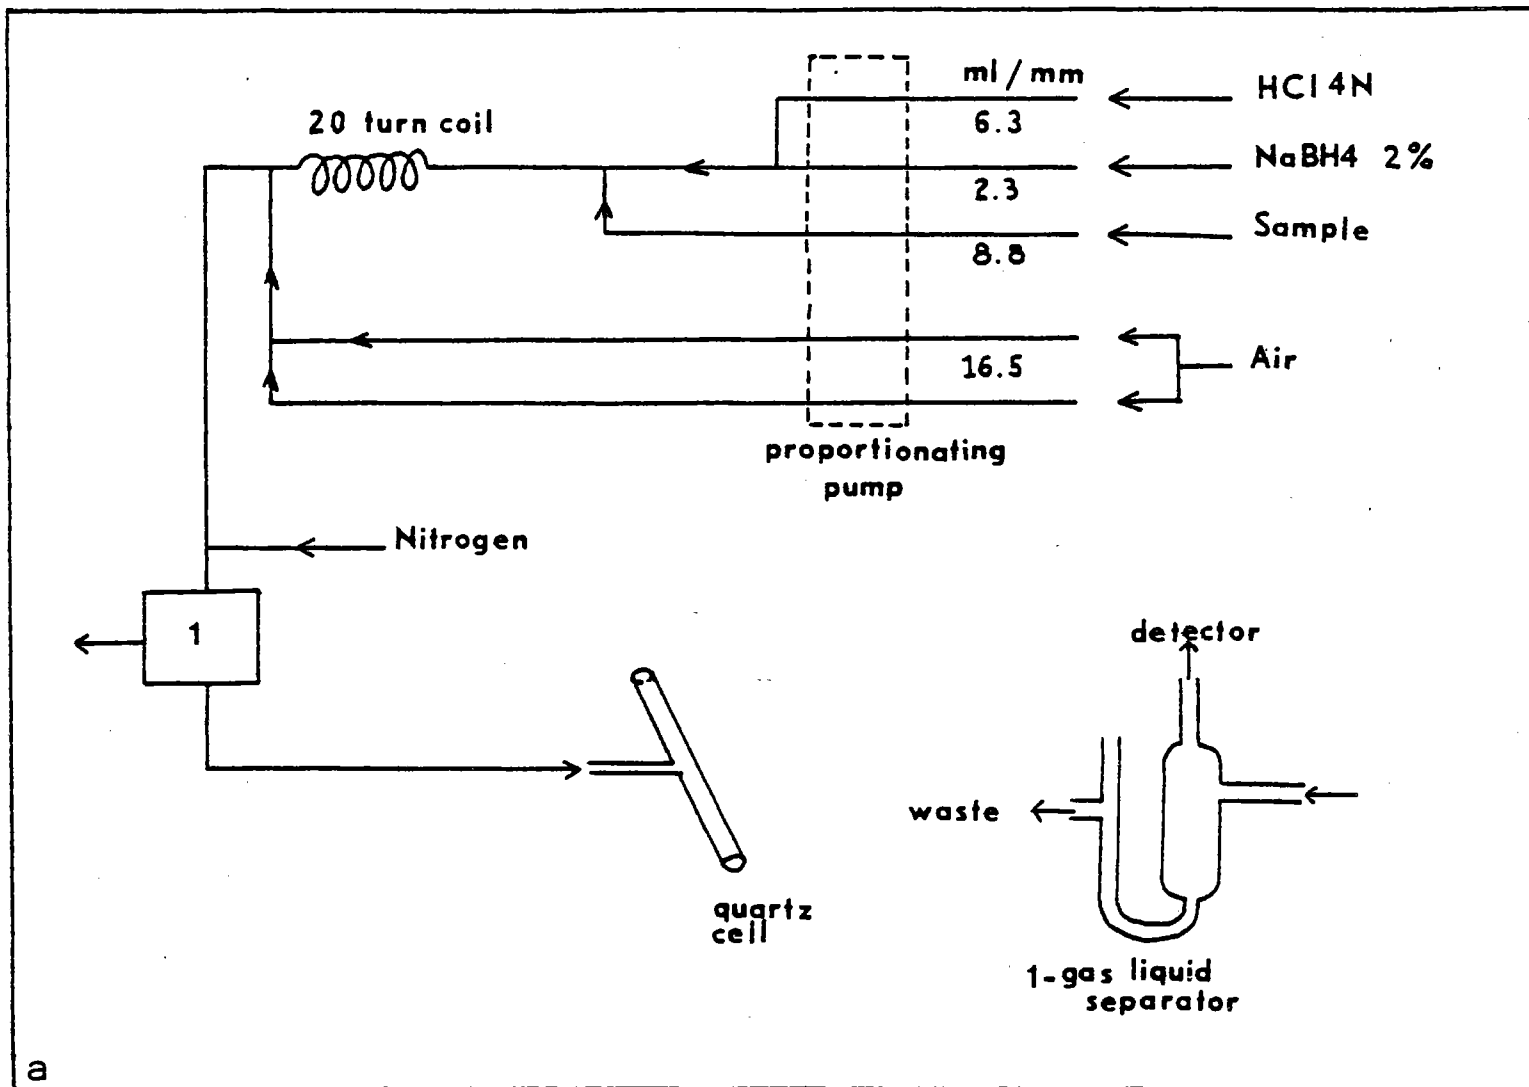 ml/mm
HCl 4N
20 turn coil
6.3
NaBH4 2%
2.3
Sample
8.8
Air
16.5
proportionating
pump
Nitrogen
1
detector
waste
quartz
cell
1-gas liquid
separator
a